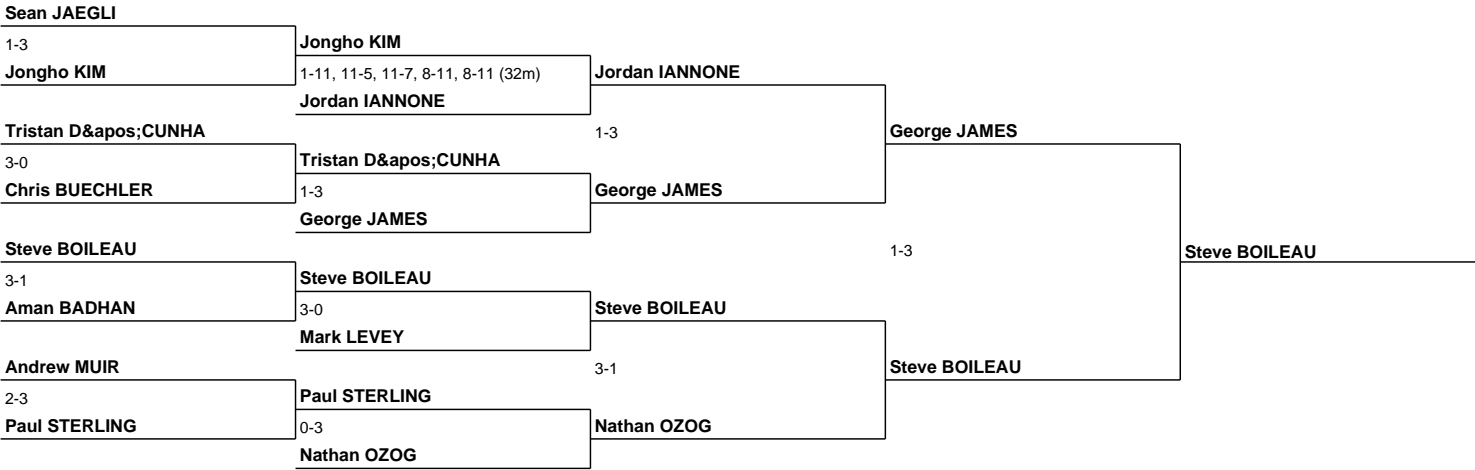 Sean JAEGLI
1-3
Jongho KIM
Jongho KIM
1-11, 11-5, 11-7, 8-11, 8-11 (32m)
Jordan IANNONE
Jordan IANNONE
Tristan D&apos;CUNHA
3-0
Chris BUECHLER
Tristan D&apos;CUNHA
1-3
George JAMES
1-3
George JAMES
George JAMES
Steve BOILEAU
3-1
Aman BADHAN
Steve BOILEAU
3-0
Mark LEVEY
Steve BOILEAU
Andrew MUIR
2-3
Paul STERLING
Paul STERLING
0-3
Nathan OZOG
3-1
Nathan OZOG
Steve BOILEAU
1-3
Steve BOILEAU